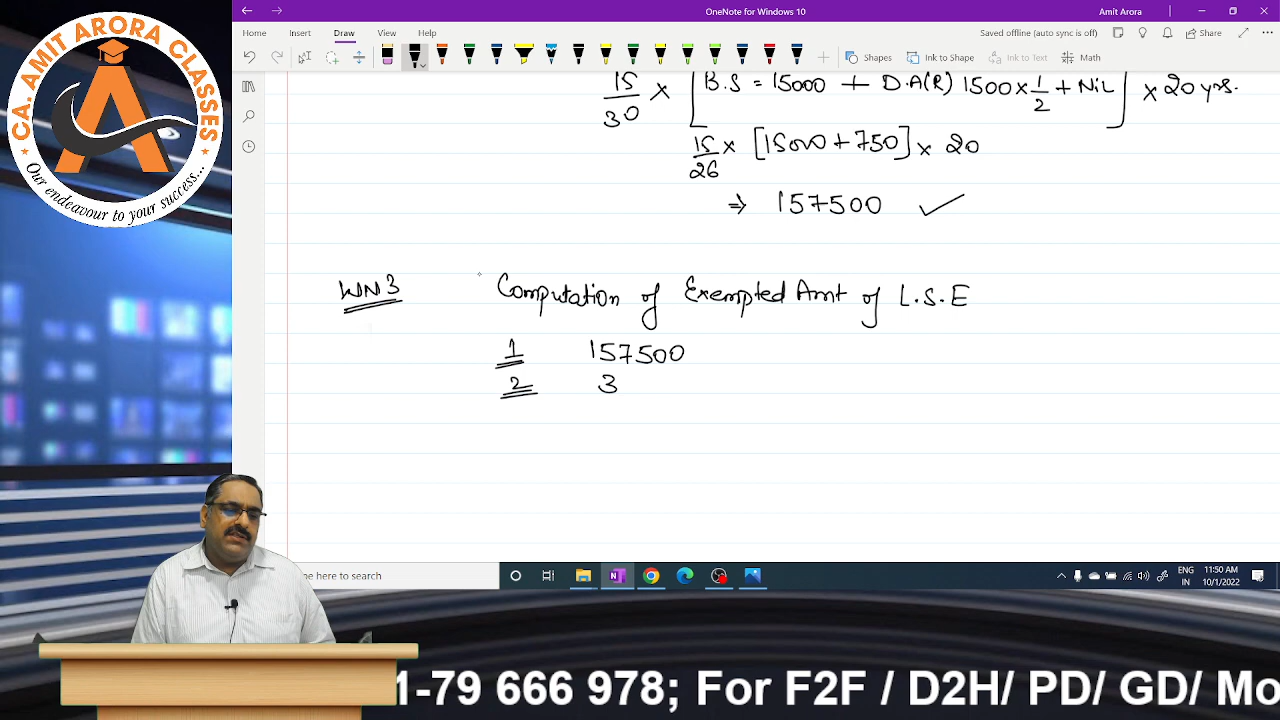 CA. AMIT ARORA CLASSES
Our endeavour to your success...
OneNote for Windows 10
Amit Arora
Home Insert Draw View Help
Saved offline (auto sync is off)
Share
Shapes Ink to Shape Ink to Text Math
15/30 × [B.S = 15000 + D.A(R) 1500 × 1/2 + NiL] × 20 yrs.
15/26 × [15000 + 750] × 20
⇒ 157500 ✓
WN3 Computation of Exempted Amt of L.S.E
1 157500
2 3
here to search
ENG
IN
11:50 AM
10/1/2022
1-79 666 978; For F2F / D2H/ PD/ GD/ Mo